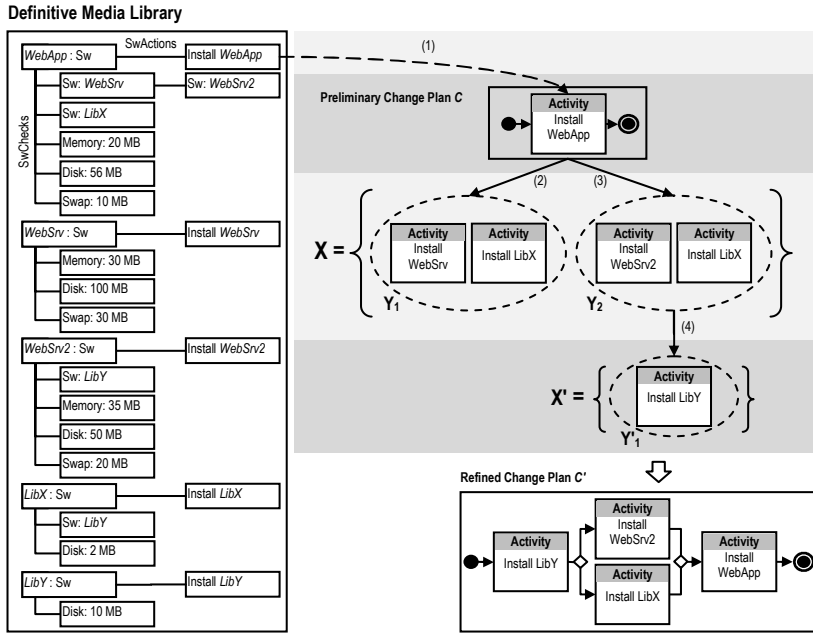 Definitive Media Library
SwActions
WebApp : Sw
Install WebApp
SwChecks
Sw: WebSrv
Sw: WebSrv2
Sw: LibX
Memory: 20 MB
Disk: 56 MB
Swap: 10 MB
WebSrv : Sw
Install WebSrv
Memory: 30 MB
Disk: 100 MB
Swap: 30 MB
WebSrv2 : Sw
Install WebSrv2
Sw: LibY
Memory: 35 MB
Disk: 50 MB
Swap: 20 MB
LibX : Sw
Install LibX
Sw: LibY
Disk: 2 MB
LibY : Sw
Install LibY
Disk: 10 MB
(1)
Preliminary Change Plan C
Activity
Install
WebApp
(2)
(3)
X =
Activity
Install
WebSrv
Activity
Install LibX
Y1
Activity
Install
WebSrv2
Activity
Install LibX
Y2
(4)
X' =
Activity
Install LibY
Y'1
Refined Change Plan C'
Activity
Install LibY
Activity
Install
WebSrv2
Activity
Install LibX
Activity
Install
WebApp